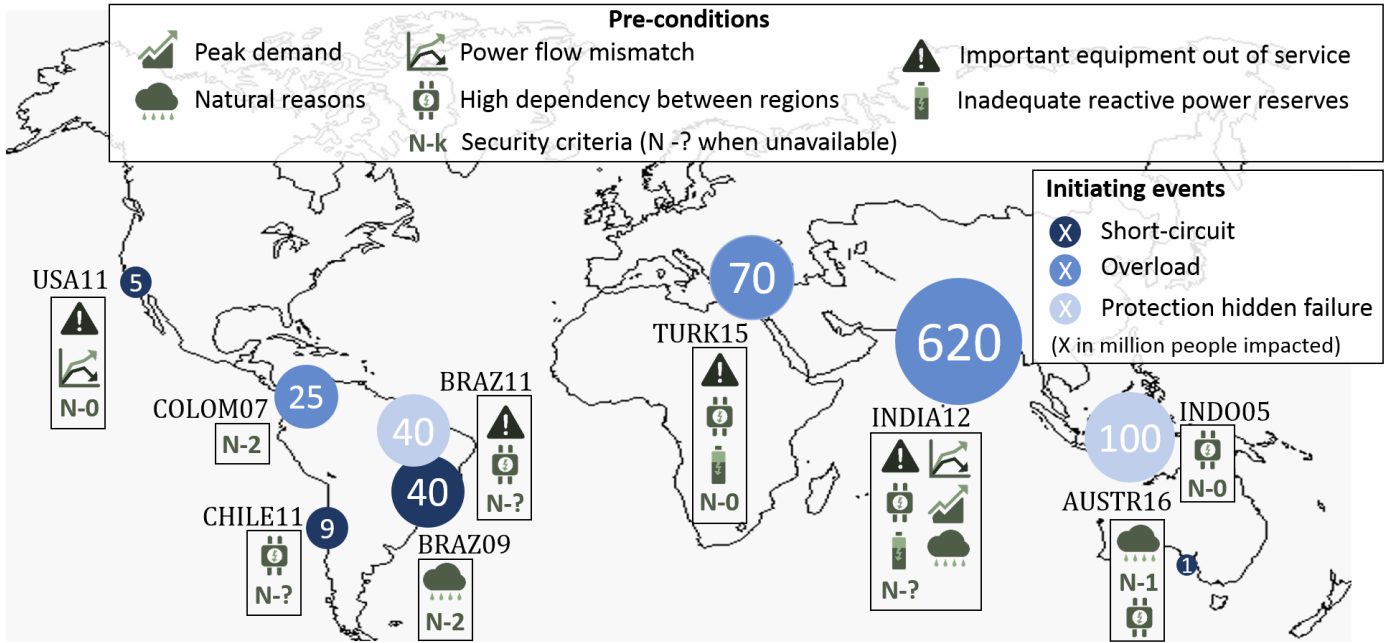 Pre-conditions
Peak demand
Power flow mismatch
Important equipment out of service
Natural reasons
High dependency between regions
Inadequate reactive power reserves
N-k Security criteria (N -? when unavailable)
Initiating events
X Short-circuit
X Overload
X Protection hidden failure
(X in million people impacted)
USA11
5
N-0
COLOM07
25
N-2
BRAZ11
40
N-?
40
BRAZ09
N-2
CHILE11
9
N-?
70
TURK15
N-0
620
INDIA12
N-?
100
INDO05
N-0
AUSTR16
1
N-1